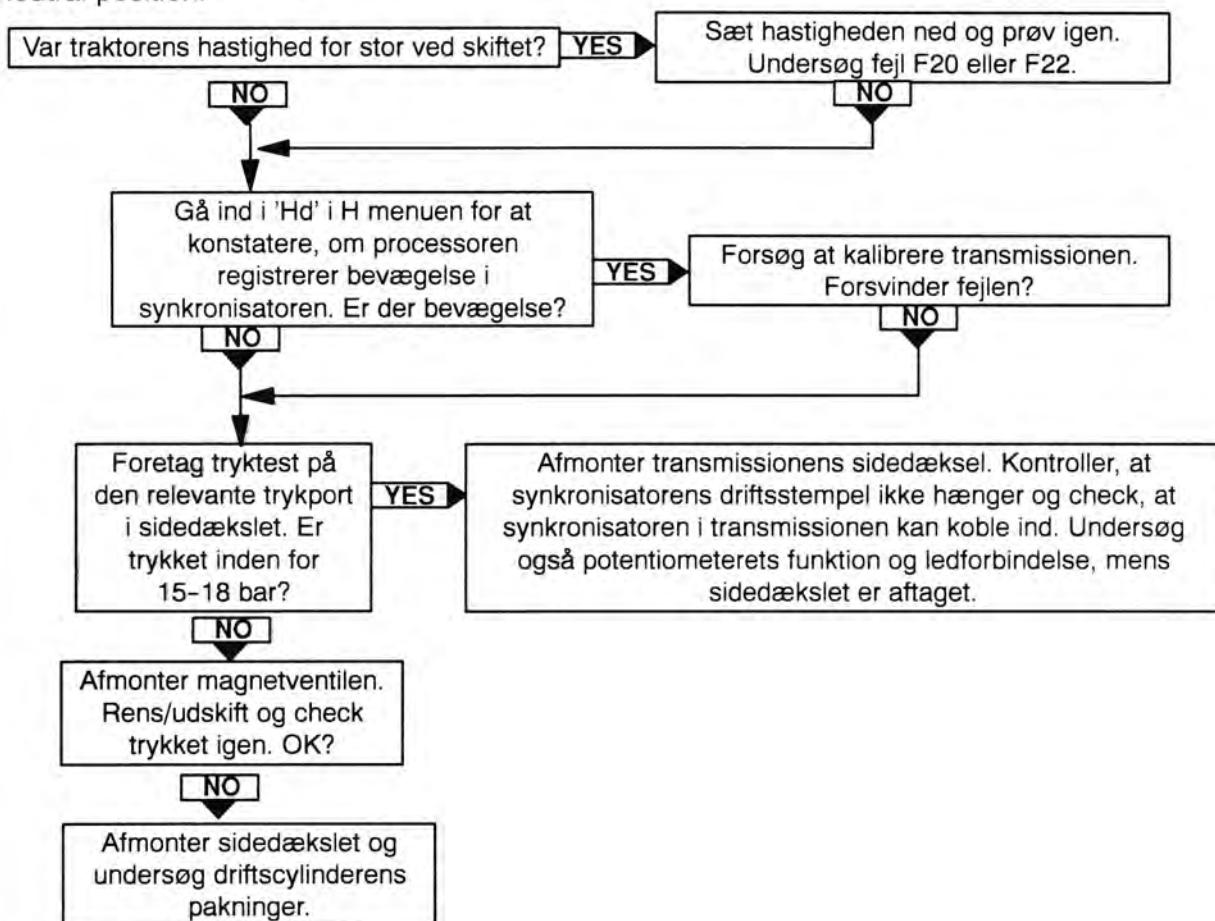 position.
Var traktorens hastighed for stor ved skiftet?
YES
Sæt hastigheden ned og prøv igen.
Undersøg fejl F20 eller F22.
NO
NO
Gå ind i 'Hd' i H menuen for at
konstatere, om processoren
registrerer bevægelse i
synkronisatoren. Er der bevægelse?
YES
Forsøg at kalibrere transmissionen.
Forsvinder fejlen?
NO
NO
Foretag tryktest på
den relevante trykport
i sidedækslet. Er
trykket inden for
15-18 bar?
YES
Afmonter transmissionens sidedæksel. Kontroller, at
synkronisatorens driftsstempel ikke hænger og check, at
synkronisatoren i transmissionen kan koble ind. Undersøg
også potentiometerets funktion og ledforbindelse, mens
sidedækslet er aftaget.
NO
Afmonter magnetventilen.
Rens/udskift og check
trykket igen. OK?
NO
Afmonter sidedækslet og
undersøg driftscylinderens
pakninger.